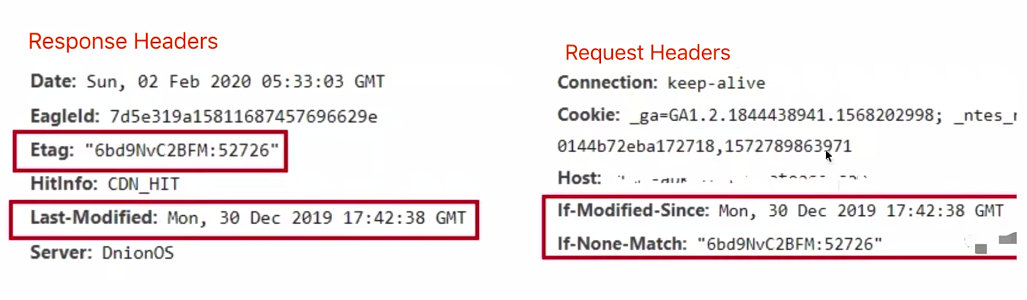 Response Headers
Date: Sun, 02 Feb 2020 05:33:03 GMT
EagleId: 7d5e319a15811687457696629e
Etag: "6bd9NvC2BFM:52726"
HitInfo: CDN_HIT
Last-Modified: Mon, 30 Dec 2019 17:42:38 GMT
Server: DnionOS
Request Headers
Connection: keep-alive
Cookie: _ga=GA1.2.1844438941.1568202998; _ntes_
0144b72eba172718,1572789863971
Host:
If-Modified-Since: Mon, 30 Dec 2019 17:42:38 GMT
If-None-Match: "6bd9NvC2BFM:52726"